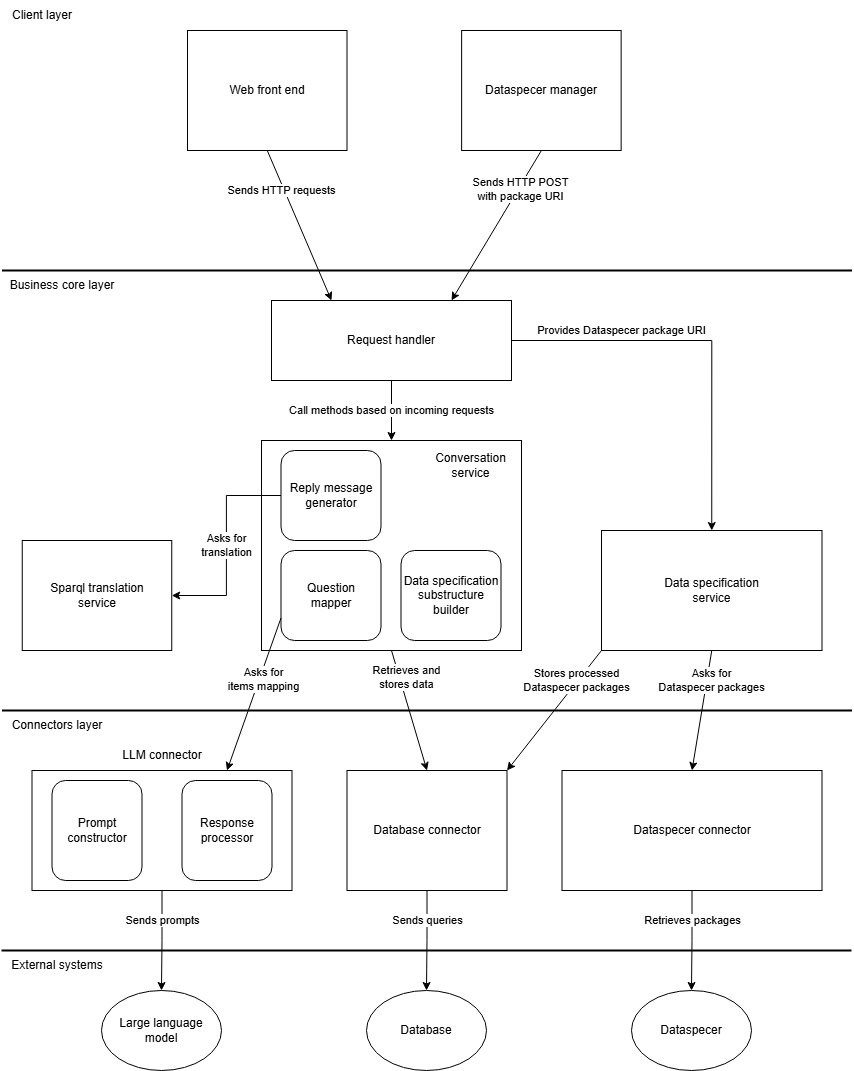 Client layer
Web front end
Dataspecer manager
Sends HTTP requests
Sends HTTP POST
with package URI
Business core layer
Request handler
Provides Dataspecer package URI
Call methods based on incoming requests
Conversation
service
Reply message
generator
Asks for
translation
Sparql translation
service
Question
mapper
Data specification
substructure
builder
Data specification
service
Asks for
items mapping
Retrieves and
stores data
Stores processed
Dataspecer packages
Asks for
Dataspecer packages
Connectors layer
LLM connector
Prompt
constructor
Response
processor
Database connector
Dataspecer connector
Sends prompts
Sends queries
Retrieves packages
External systems
Large language
model
Database
Dataspecer